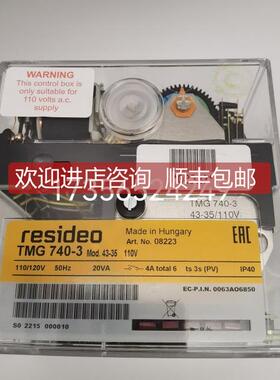 WARNING
This control box is
only suitable for
110 volts a.c.
supply
欢迎进店咨询 顺丰包邮
TMG 740-3
43-35/110V
resideo
Made in Hungary
Art. No. 08223
EAC
TMG 740-3 Mod. 43-35 110V
110/120V 50Hz 20VA 4A total 6 ts 3s (PV) IP40
EC-P.I.N. 0063AO6850
S0 2215 000010